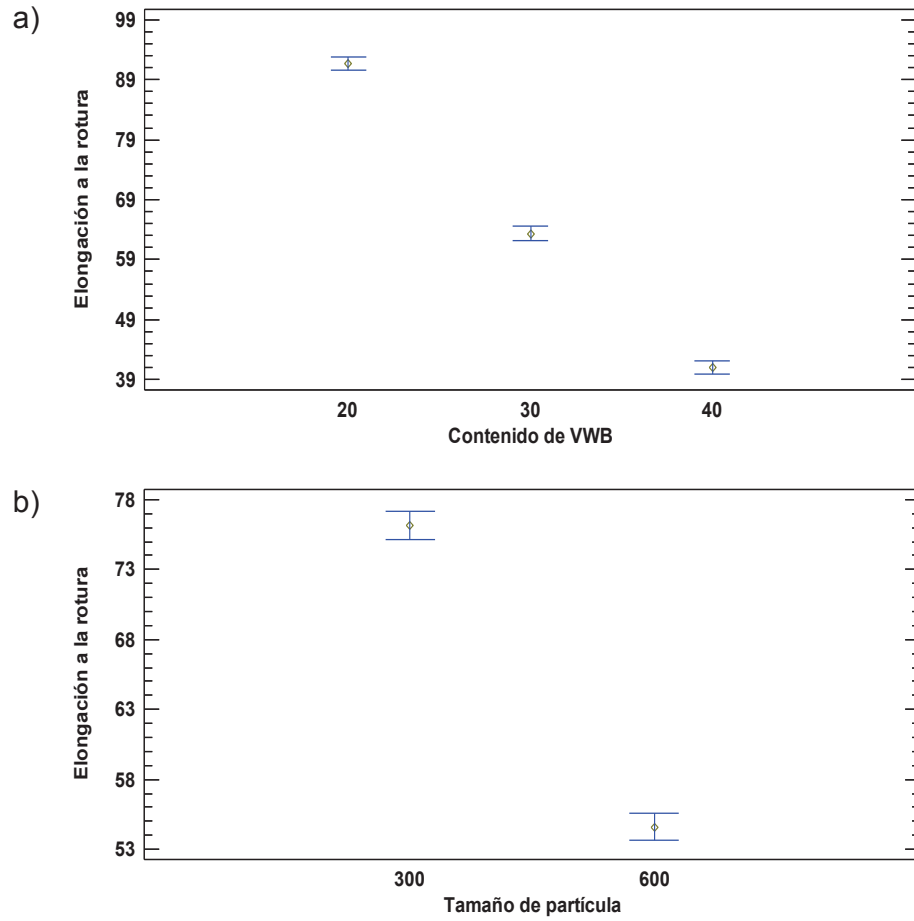 a)
Elongación a la rotura
99
89
79
69
59
49
39
20 30 40
Contenido de VWB
b)
Elongación a la rotura
78
73
68
63
58
53
300 600
Tamaño de partícula